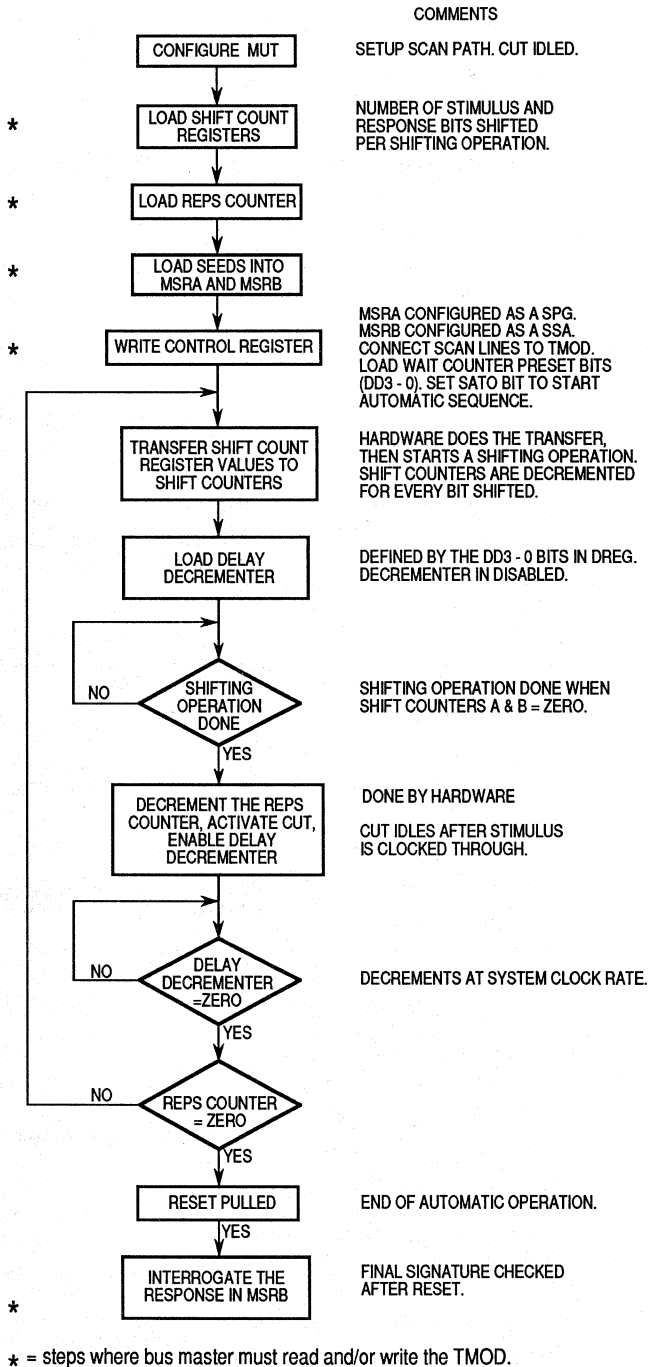 COMMENTS
CONFIGURE MUT
SETUP SCAN PATH. CUT IDLED.
*
LOAD SHIFT COUNT
REGISTERS
NUMBER OF STIMULUS AND
RESPONSE BITS SHIFTED
PER SHIFTING OPERATION.
*
LOAD REPS COUNTER
*
LOAD SEEDS INTO
MSRA AND MSRB
*
WRITE CONTROL REGISTER
MSRA CONFIGURED AS A SPG.
MSRB CONFIGURED AS A SSA.
CONNECT SCAN LINES TO TMOD.
LOAD WAIT COUNTER PRESET BITS
(DD3 - 0). SET SATO BIT TO START
AUTOMATIC SEQUENCE.
TRANSFER SHIFT COUNT
REGISTER VALUES TO
SHIFT COUNTERS
HARDWARE DOES THE TRANSFER,
THEN STARTS A SHIFTING OPERATION.
SHIFT COUNTERS ARE DECREMENTED
FOR EVERY BIT SHIFTED.
LOAD DELAY
DECREMENTER
DEFINED BY THE DD3 - 0 BITS IN DREG.
DECREMENTER IN DISABLED.
NO
SHIFTING
OPERATION
DONE
SHIFTING OPERATION DONE WHEN
SHIFT COUNTERS A & B = ZERO.
YES
DECREMENT THE REPS
COUNTER, ACTIVATE CUT,
ENABLE DELAY
DECREMENTER
DONE BY HARDWARE
CUT IDLES AFTER STIMULUS
IS CLOCKED THROUGH.
NO
DELAY
DECREMENTER
=ZERO
DECREMENTS AT SYSTEM CLOCK RATE.
YES
NO
REPS COUNTER
= ZERO
YES
RESET PULLED
END OF AUTOMATIC OPERATION.
YES
INTERROGATE THE
RESPONSE IN MSRB
FINAL SIGNATURE CHECKED
AFTER RESET.
*
* = steps where bus master must read and/or write the TMOD.